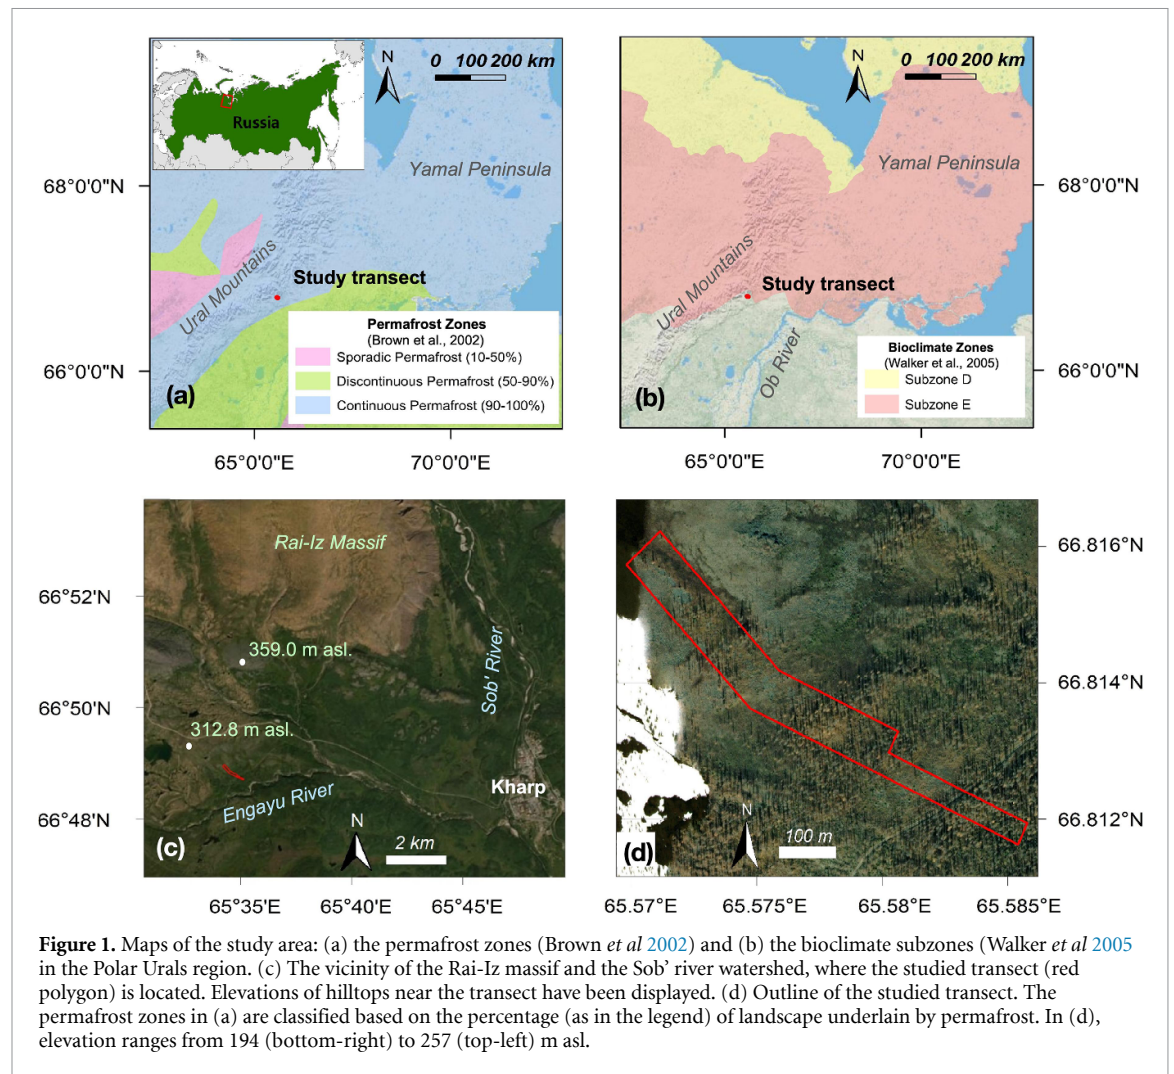 N
0 100 200 km
Russia
Yamal Peninsula
68°0'0"N
Ural Mountains
Study transect
Permafrost Zones
(Brown et al., 2002)
Sporadic Permafrost (10-50%)
Discontinuous Permafrost (50-90%)
Continuous Permafrost (90-100%)
66°0'0"N
(a)
65°0'0"E
70°0'0"E
N
0 100 200 km
Yamal Peninsula
68°0'0"N
Ural Mountains
Study transect
Ob River
Bioclimate Zones
(Walker et al., 2005)
Subzone D
Subzone E
66°0'0"N
(b)
65°0'0"E
70°0'0"E
Rai-Iz Massif
66°52'N
359.0 m asl.
Sob' River
66°50'N
312.8 m asl.
Kharp
Engayu River
66°48'N
N
2 km
(c)
65°35'E
65°40'E
65°45'E
66.816°N
66.814°N
66.812°N
N
100 m
(d)
65.57°E
65.575°E
65.58°E
65.585°E
Figure 1. Maps of the study area: (a) the permafrost zones (Brown et al 2002) and (b) the bioclimate subzones (Walker et al 2005
in the Polar Urals region. (c) The vicinity of the Rai-Iz massif and the Sob’ river watershed, where the studied transect (red
polygon) is located. Elevations of hilltops near the transect have been displayed. (d) Outline of the studied transect. The
permafrost zones in (a) are classified based on the percentage (as in the legend) of landscape underlain by permafrost. In (d),
elevation ranges from 194 (bottom-right) to 257 (top-left) m asl.